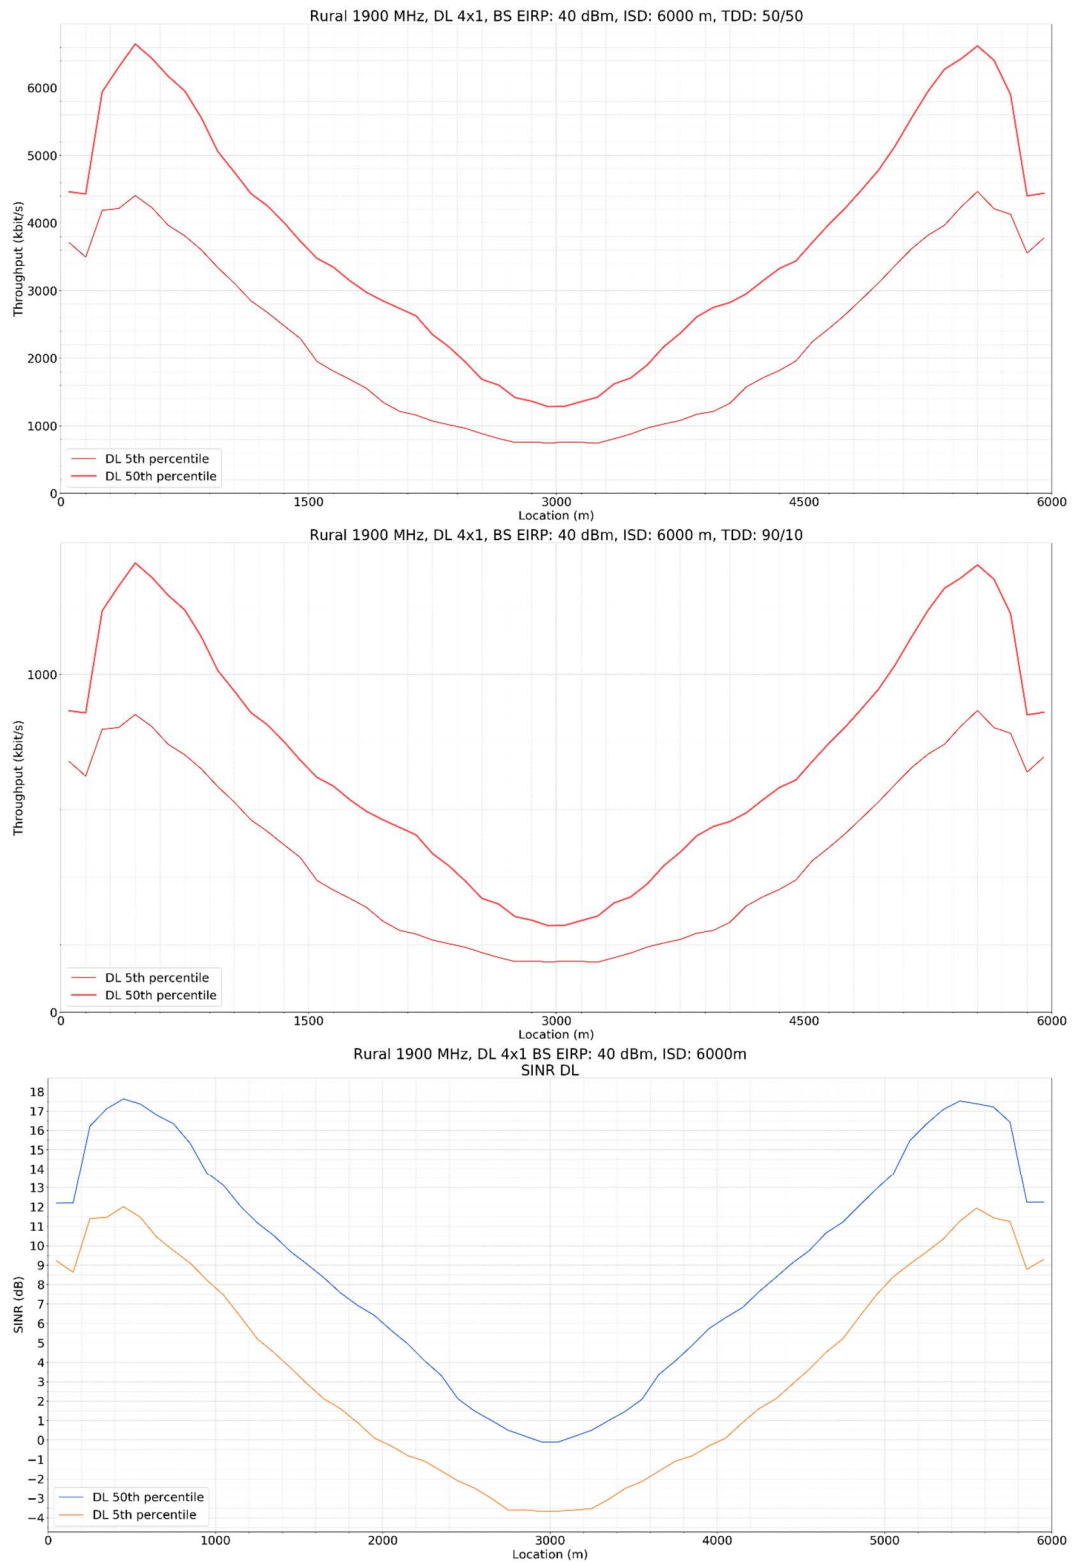 Rural 1900 MHz, DL 4x1, BS EIRP: 40 dBm, ISD: 6000 m, TDD: 50/50
6000
5000
4000
3000
2000
1000
0
Throughput (kbit/s)
DL 5th percentile
DL 50th percentile
0 1500 3000 4500 6000
Location (m)
Rural 1900 MHz, DL 4x1, BS EIRP: 40 dBm, ISD: 6000 m, TDD: 90/10
1000
0
Throughput (kbit/s)
DL 5th percentile
DL 50th percentile
0 1500 3000 4500 6000
Location (m)
Rural 1900 MHz, DL 4x1 BS EIRP: 40 dBm, ISD: 6000m
SINR DL
18
17
16
15
14
13
12
11
10
9
8
7
6
5
4
3
2
1
0
−1
−2
−3
−4
SINR (dB)
DL 50th percentile
DL 5th percentile
0 1000 2000 3000 4000 5000 6000
Location (m)